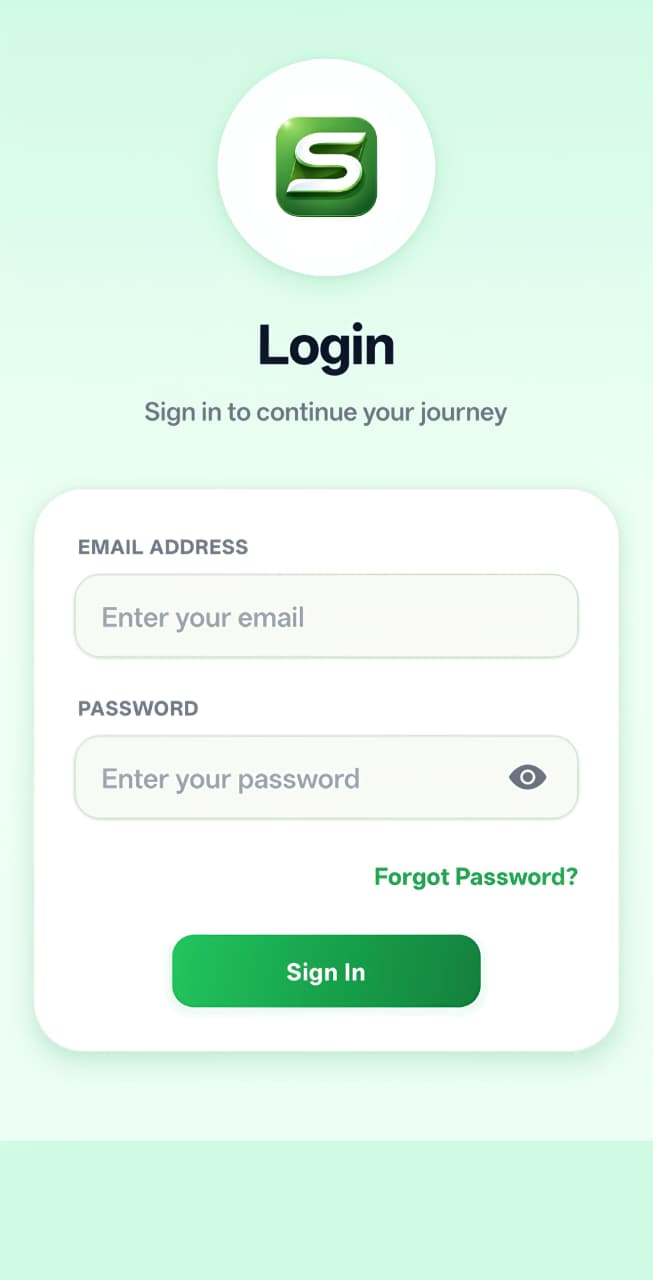 S
Login
Sign in to continue your journey
EMAIL ADDRESS
Enter your email
PASSWORD
Enter your password
Forgot Password?
Sign In